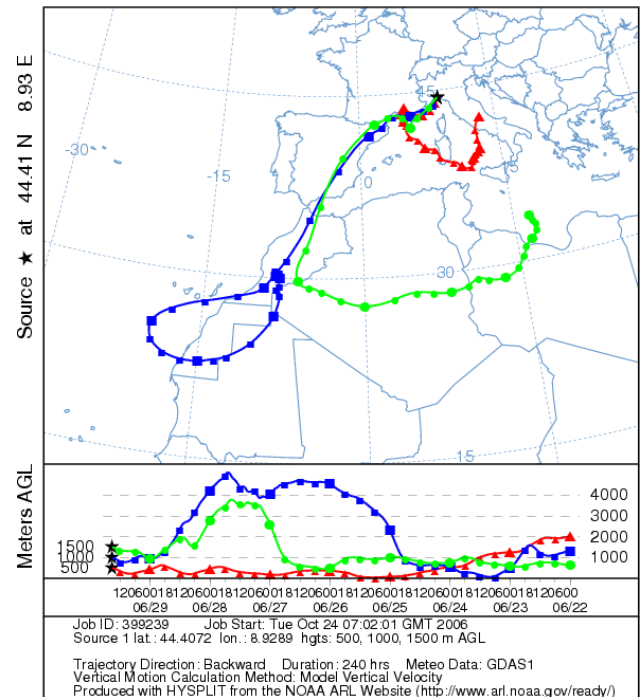 Source ★ at 44.41 N 8.93 E
45
-30
-15
0
15
30
15
Meters AGL
4000
3000
2000
1000
1500
1000
500
06/29 06/28 06/27 06/26 06/25 06/24 06/23 06/22
Job ID: 399239 Job Start: Tue Oct 24 07:02:01 GMT 2006
Source 1 lat.: 44.4072 lon.: 8.9289 hgts: 500, 1000, 1500 m AGL
Trajectory Direction: Backward Duration: 240 hrs Meteo Data: GDAS1
Vertical Motion Calculation Method: Model Vertical Velocity
Produced with HYSPLIT from the NOAA ARL Website (http://www.arl.noaa.gov/ready/)